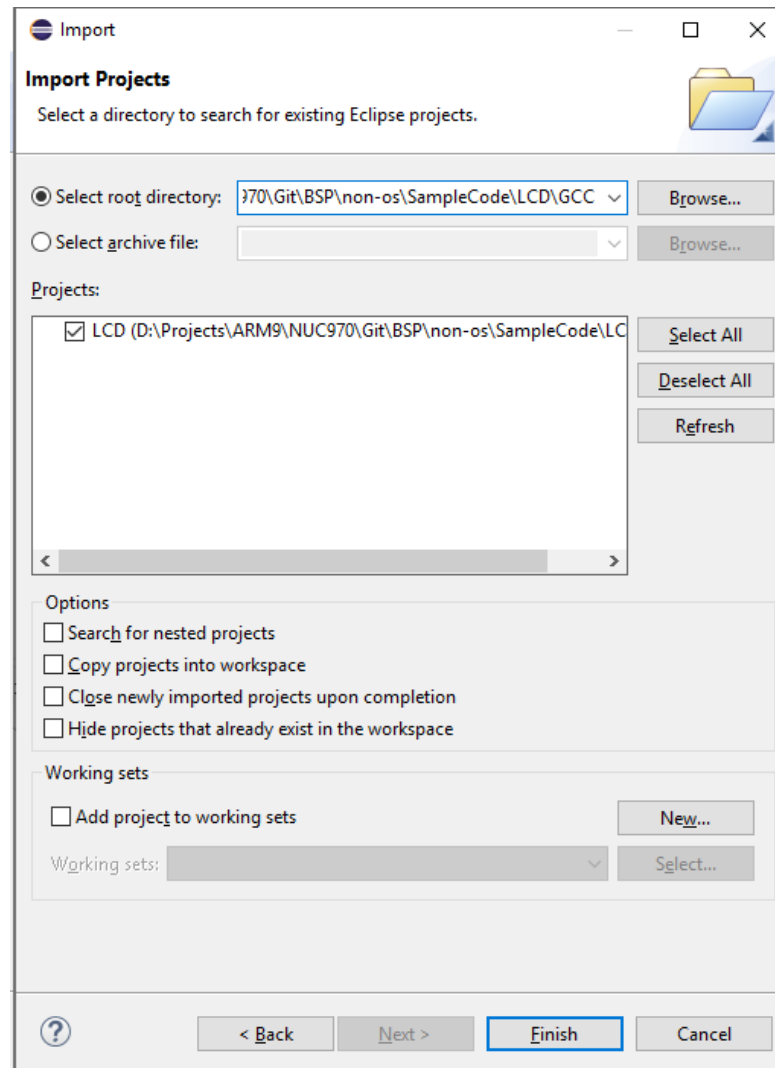 Import
Import Projects
Select a directory to search for existing Eclipse projects.
Select root directory: 970\Git\BSP\non-os\SampleCode\LCD\GCC Browse...
Select archive file: Browse...
Projects:
LCD (D:\Projects\ARM9\NUC970\Git\BSP\non-os\SampleCode\LC
Select All
Deselect All
Refresh
Options
Search for nested projects
Copy projects into workspace
Close newly imported projects upon completion
Hide projects that already exist in the workspace
Working sets
Add project to working sets New...
Working sets: Select...
? < Back Next > Finish Cancel